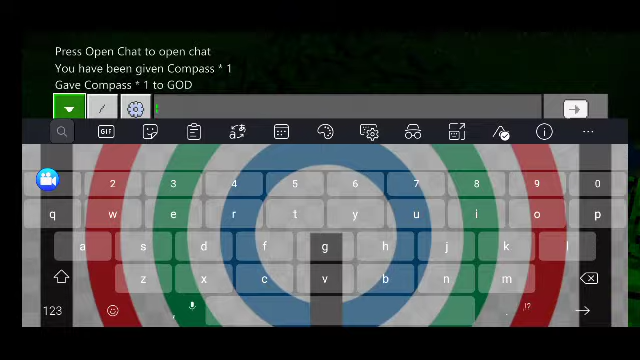 Press Open Chat to open chat
You have been given Compass * 1
Gave Compass * 1 to GOD
/
GIF
2 3 4 5 6 7 8 9 0
q w e r t y u i o p
a s d f g h j k l
z x c v b n m
123 , . ,!?